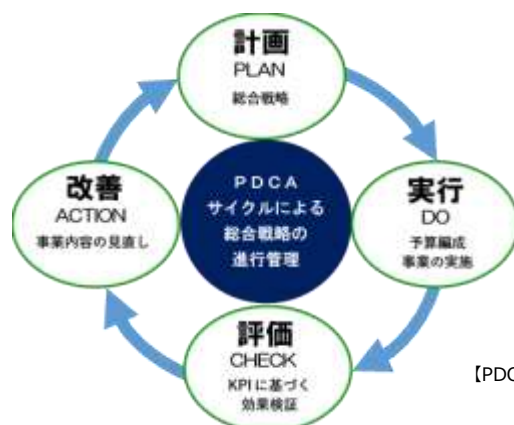 計画
PLAN
総合戦略
実行
DO
予算編成
事業の実施
評価
CHECK
KPIに基づく
効果検証
改善
ACTION
事業内容の見直し
PDCA
サイクルによる
総合戦略の
進行管理
【PDC